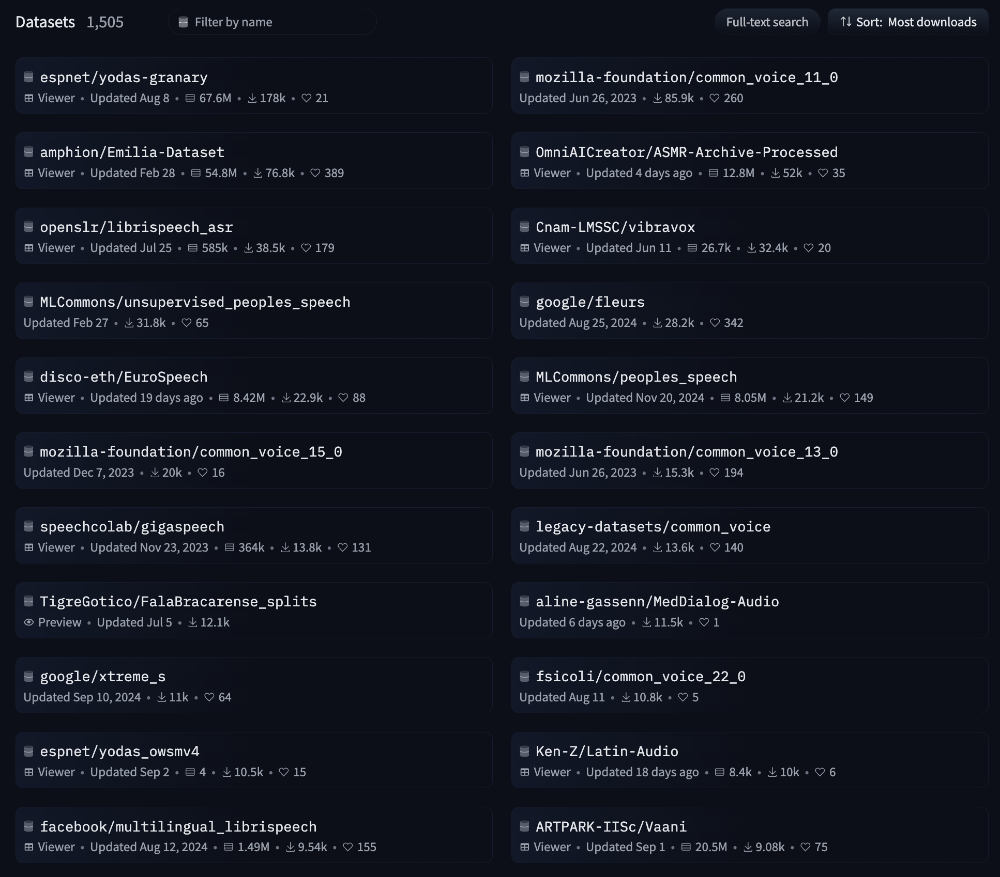 Datasets 1,505 Filter by name Full-text search Sort: Most downloads
espnet/yodas-granary
Viewer • Updated Aug 8 • 67.6M • 178k • 21
mozilla-foundation/common_voice_11_0
Updated Jun 26, 2023 • 85.9k • 260
amphion/Emilia-Dataset
Viewer • Updated Feb 28 • 54.8M • 76.8k • 389
OmniAICreator/ASMR-Archive-Processed
Viewer • Updated 4 days ago • 12.8M • 52k • 35
openslr/librispeech_asr
Viewer • Updated Jul 25 • 585k • 38.5k • 179
Cnam-LMSSC/vibravox
Viewer • Updated Jun 11 • 26.7k • 32.4k • 20
MLCommons/unsupervised_peoples_speech
Updated Feb 27 • 31.8k • 65
google/fleurs
Updated Aug 25, 2024 • 28.2k • 342
disco-eth/EuroSpeech
Viewer • Updated 19 days ago • 8.42M • 22.9k • 88
MLCommons/peoples_speech
Viewer • Updated Nov 20, 2024 • 8.05M • 21.2k • 149
mozilla-foundation/common_voice_15_0
Updated Dec 7, 2023 • 20k • 16
mozilla-foundation/common_voice_13_0
Updated Jun 26, 2023 • 15.3k • 194
speechcolab/gigaspeech
Viewer • Updated Nov 23, 2023 • 364k • 13.8k • 131
legacy-datasets/common_voice
Updated Aug 22, 2024 • 13.6k • 140
TigreGotico/FalaBracarense_splits
Preview • Updated Jul 5 • 12.1k
aline-gassenn/MedDialog-Audio
Updated 6 days ago • 11.5k • 1
google/xtreme_s
Updated Sep 10, 2024 • 11k • 64
fsicoli/common_voice_22_0
Updated Aug 11 • 10.8k • 5
espnet/yodas_owsmv4
Viewer • Updated Sep 2 • 4 • 10.5k • 15
Ken-Z/Latin-Audio
Viewer • Updated 18 days ago • 8.4k • 10k • 6
facebook/multilingual_librispeech
Viewer • Updated Aug 12, 2024 • 1.49M • 9.54k • 155
ARTPARK-IISc/Vaani
Viewer • Updated Sep 1 • 20.5M • 9.08k • 75